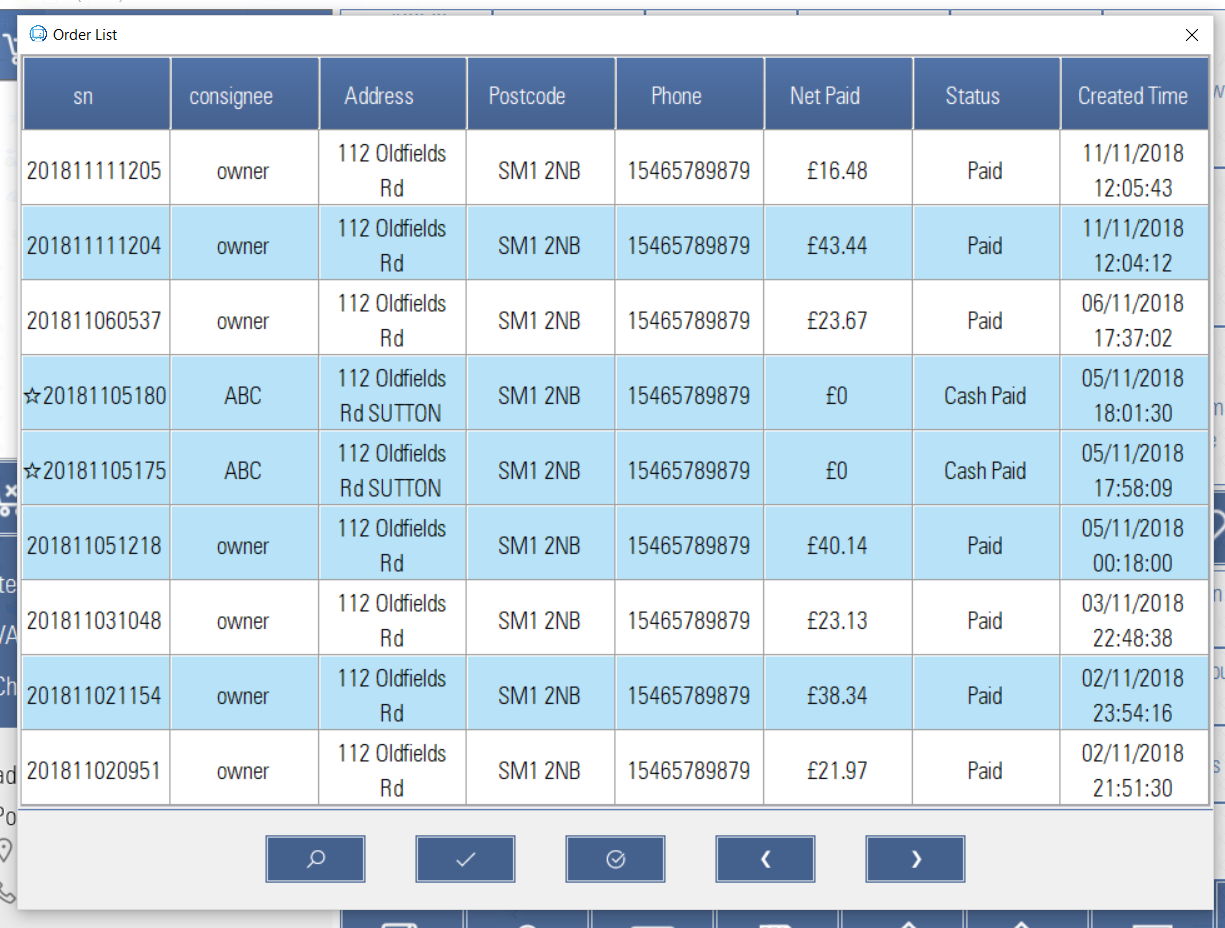 Order List
sn consignee Address Postcode Phone Net Paid Status Created Time
201811111205 owner 112 Oldfields Rd SM1 2NB 15465789879 £16.48 Paid 11/11/2018 12:05:43
201811111204 owner 112 Oldfields Rd SM1 2NB 15465789879 £43.44 Paid 11/11/2018 12:04:12
201811060537 owner 112 Oldfields Rd SM1 2NB 15465789879 £23.67 Paid 06/11/2018 17:37:02
☆20181105180 ABC 112 Oldfields Rd SUTTON SM1 2NB 15465789879 £0 Cash Paid 05/11/2018 18:01:30
☆20181105175 ABC 112 Oldfields Rd SUTTON SM1 2NB 15465789879 £0 Cash Paid 05/11/2018 17:58:09
201811051218 owner 112 Oldfields Rd SM1 2NB 15465789879 £40.14 Paid 05/11/2018 00:18:00
201811031048 owner 112 Oldfields Rd SM1 2NB 15465789879 £23.13 Paid 03/11/2018 22:48:38
201811021154 owner 112 Oldfields Rd SM1 2NB 15465789879 £38.34 Paid 02/11/2018 23:54:16
201811020951 owner 112 Oldfields Rd SM1 2NB 15465789879 £21.97 Paid 02/11/2018 21:51:30